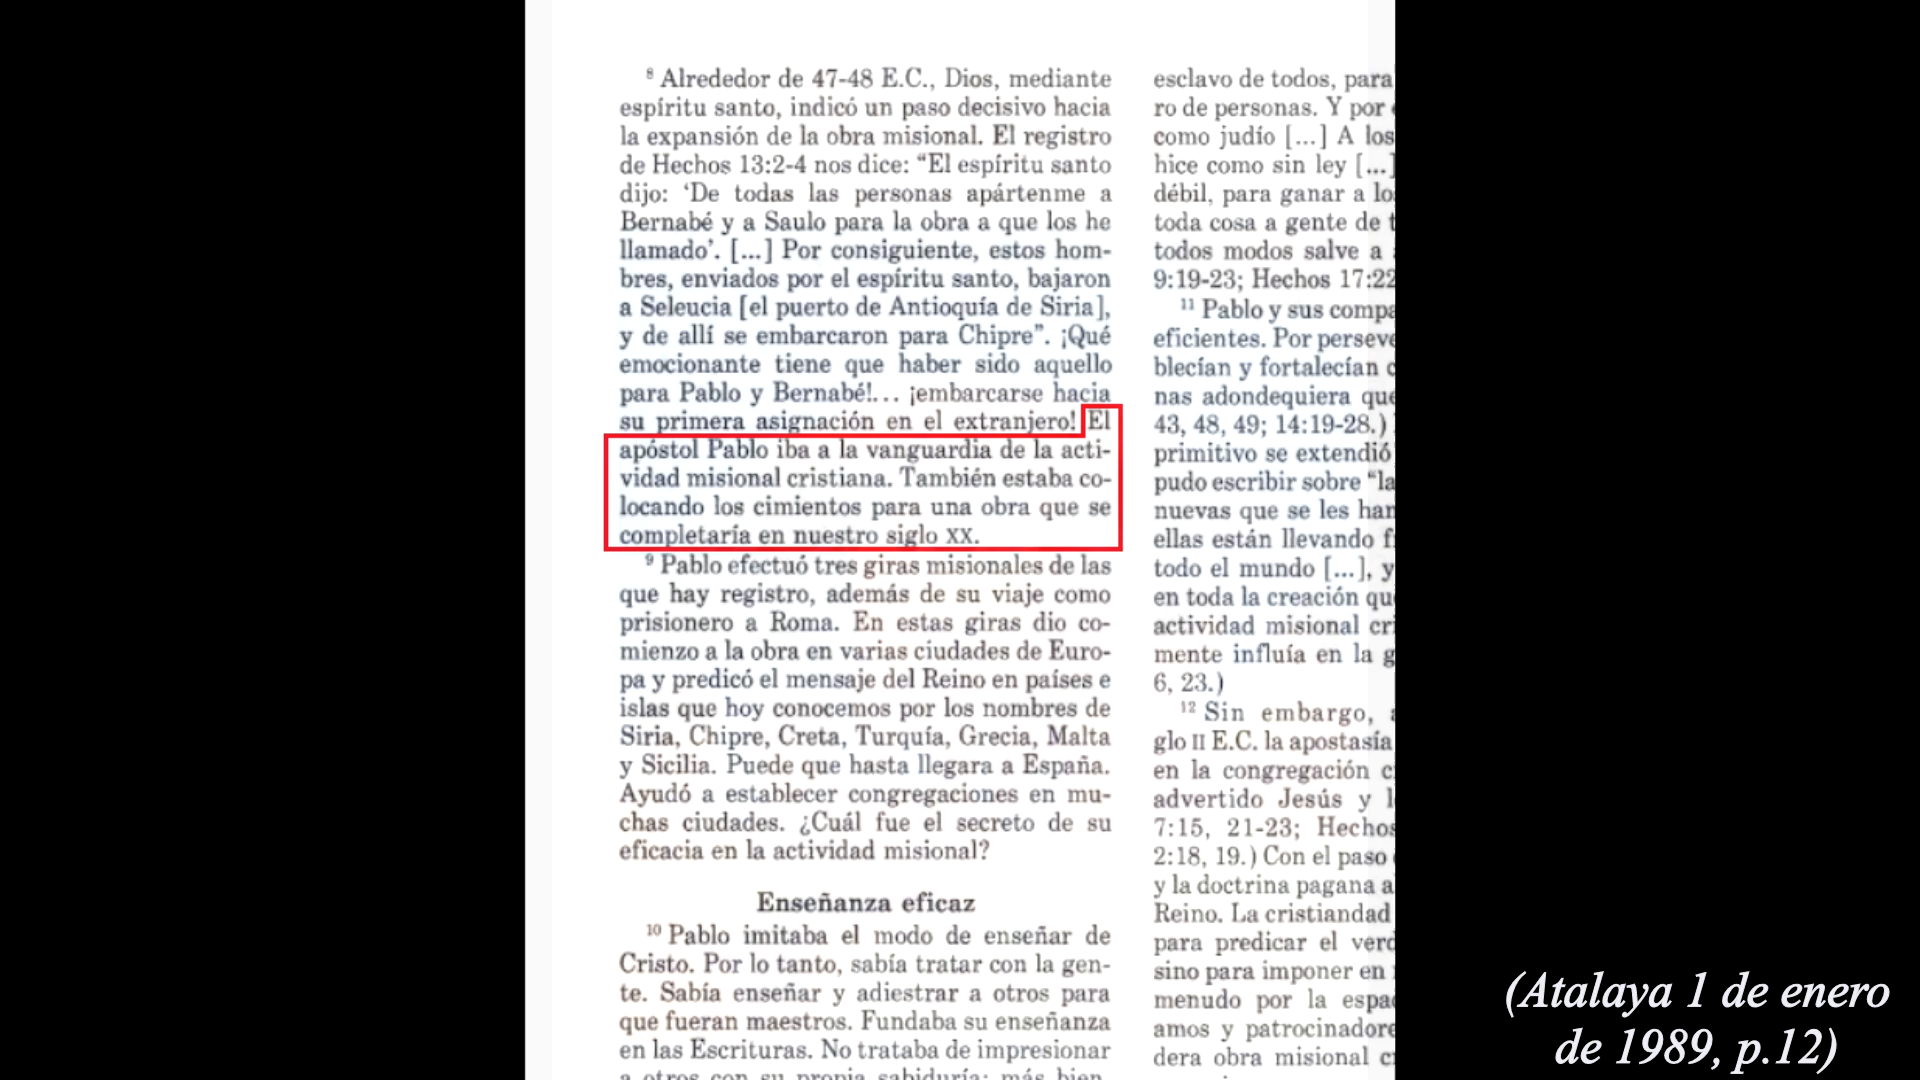 ⁸ Alrededor de 47-48 E.C., Dios, mediante
espíritu santo, indicó un paso decisivo hacia
la expansión de la obra misional. El registro
de Hechos 13:2-4 nos dice: “El espíritu santo
dijo: ‘De todas las personas apártenme a
Bernabé y a Saulo para la obra a que los he
llamado’. [...] Por consiguiente, estos hom-
bres, enviados por el espíritu santo, bajaron
a Seleucia [el puerto de Antioquía de Siria],
y de allí se embarcaron para Chipre”. ¡Qué
emocionante tiene que haber sido aquello
para Pablo y Bernabé!... ¡embarcarse hacia
su primera asignación en el extranjero! El
apóstol Pablo iba a la vanguardia de la acti-
vidad misional cristiana. También estaba co-
locando los cimientos para una obra que se
completaría en nuestro siglo XX.
⁹ Pablo efectuó tres giras misionales de las
que hay registro, además de su viaje como
prisionero a Roma. En estas giras dio co-
mienzo a la obra en varias ciudades de Euro-
pa y predicó el mensaje del Reino en países e
islas que hoy conocemos por los nombres de
Siria, Chipre, Creta, Turquía, Grecia, Malta
y Sicilia. Puede que hasta llegara a España.
Ayudó a establecer congregaciones en mu-
chas ciudades. ¿Cuál fue el secreto de su
eficacia en la actividad misional?
Enseñanza eficaz
¹⁰ Pablo imitaba el modo de enseñar de
Cristo. Por lo tanto, sabía tratar con la gen-
te. Sabía enseñar y adiestrar a otros para
que fueran maestros. Fundaba su enseñanza
en las Escrituras. No trataba de impresionar
a otros con su propia sabiduría; más bien,
esclavo de todos, para
ro de personas. Y por
como judío [...] A los
hice como sin ley [...]
débil, para ganar a
toda cosa a gente de
todos modos salve a
9:19-23; Hechos 17:22
¹¹ Pablo y sus
eficientes. Por
blecían y fortalecían
nas adondequiera
43, 48, 49; 14:19-28.)
primitivo se extendió
pudo escribir sobre “la
nuevas que se les
ellas están llevando
todo el mundo [...], y
en toda la creación
actividad misional
mente influía en la
6, 23.)
¹² Sin embargo,
glo II E.C. la apostasía
en la congregación
advertido Jesús y
7:15, 21-23; Hechos
2:18, 19.) Con el paso
y la doctrina pagana
Reino. La cristiandad
para predicar el
sino para imponer en
menudo por la
amos y
dera obra misional
(Atalaya 1 de enero
de 1989, p.12)